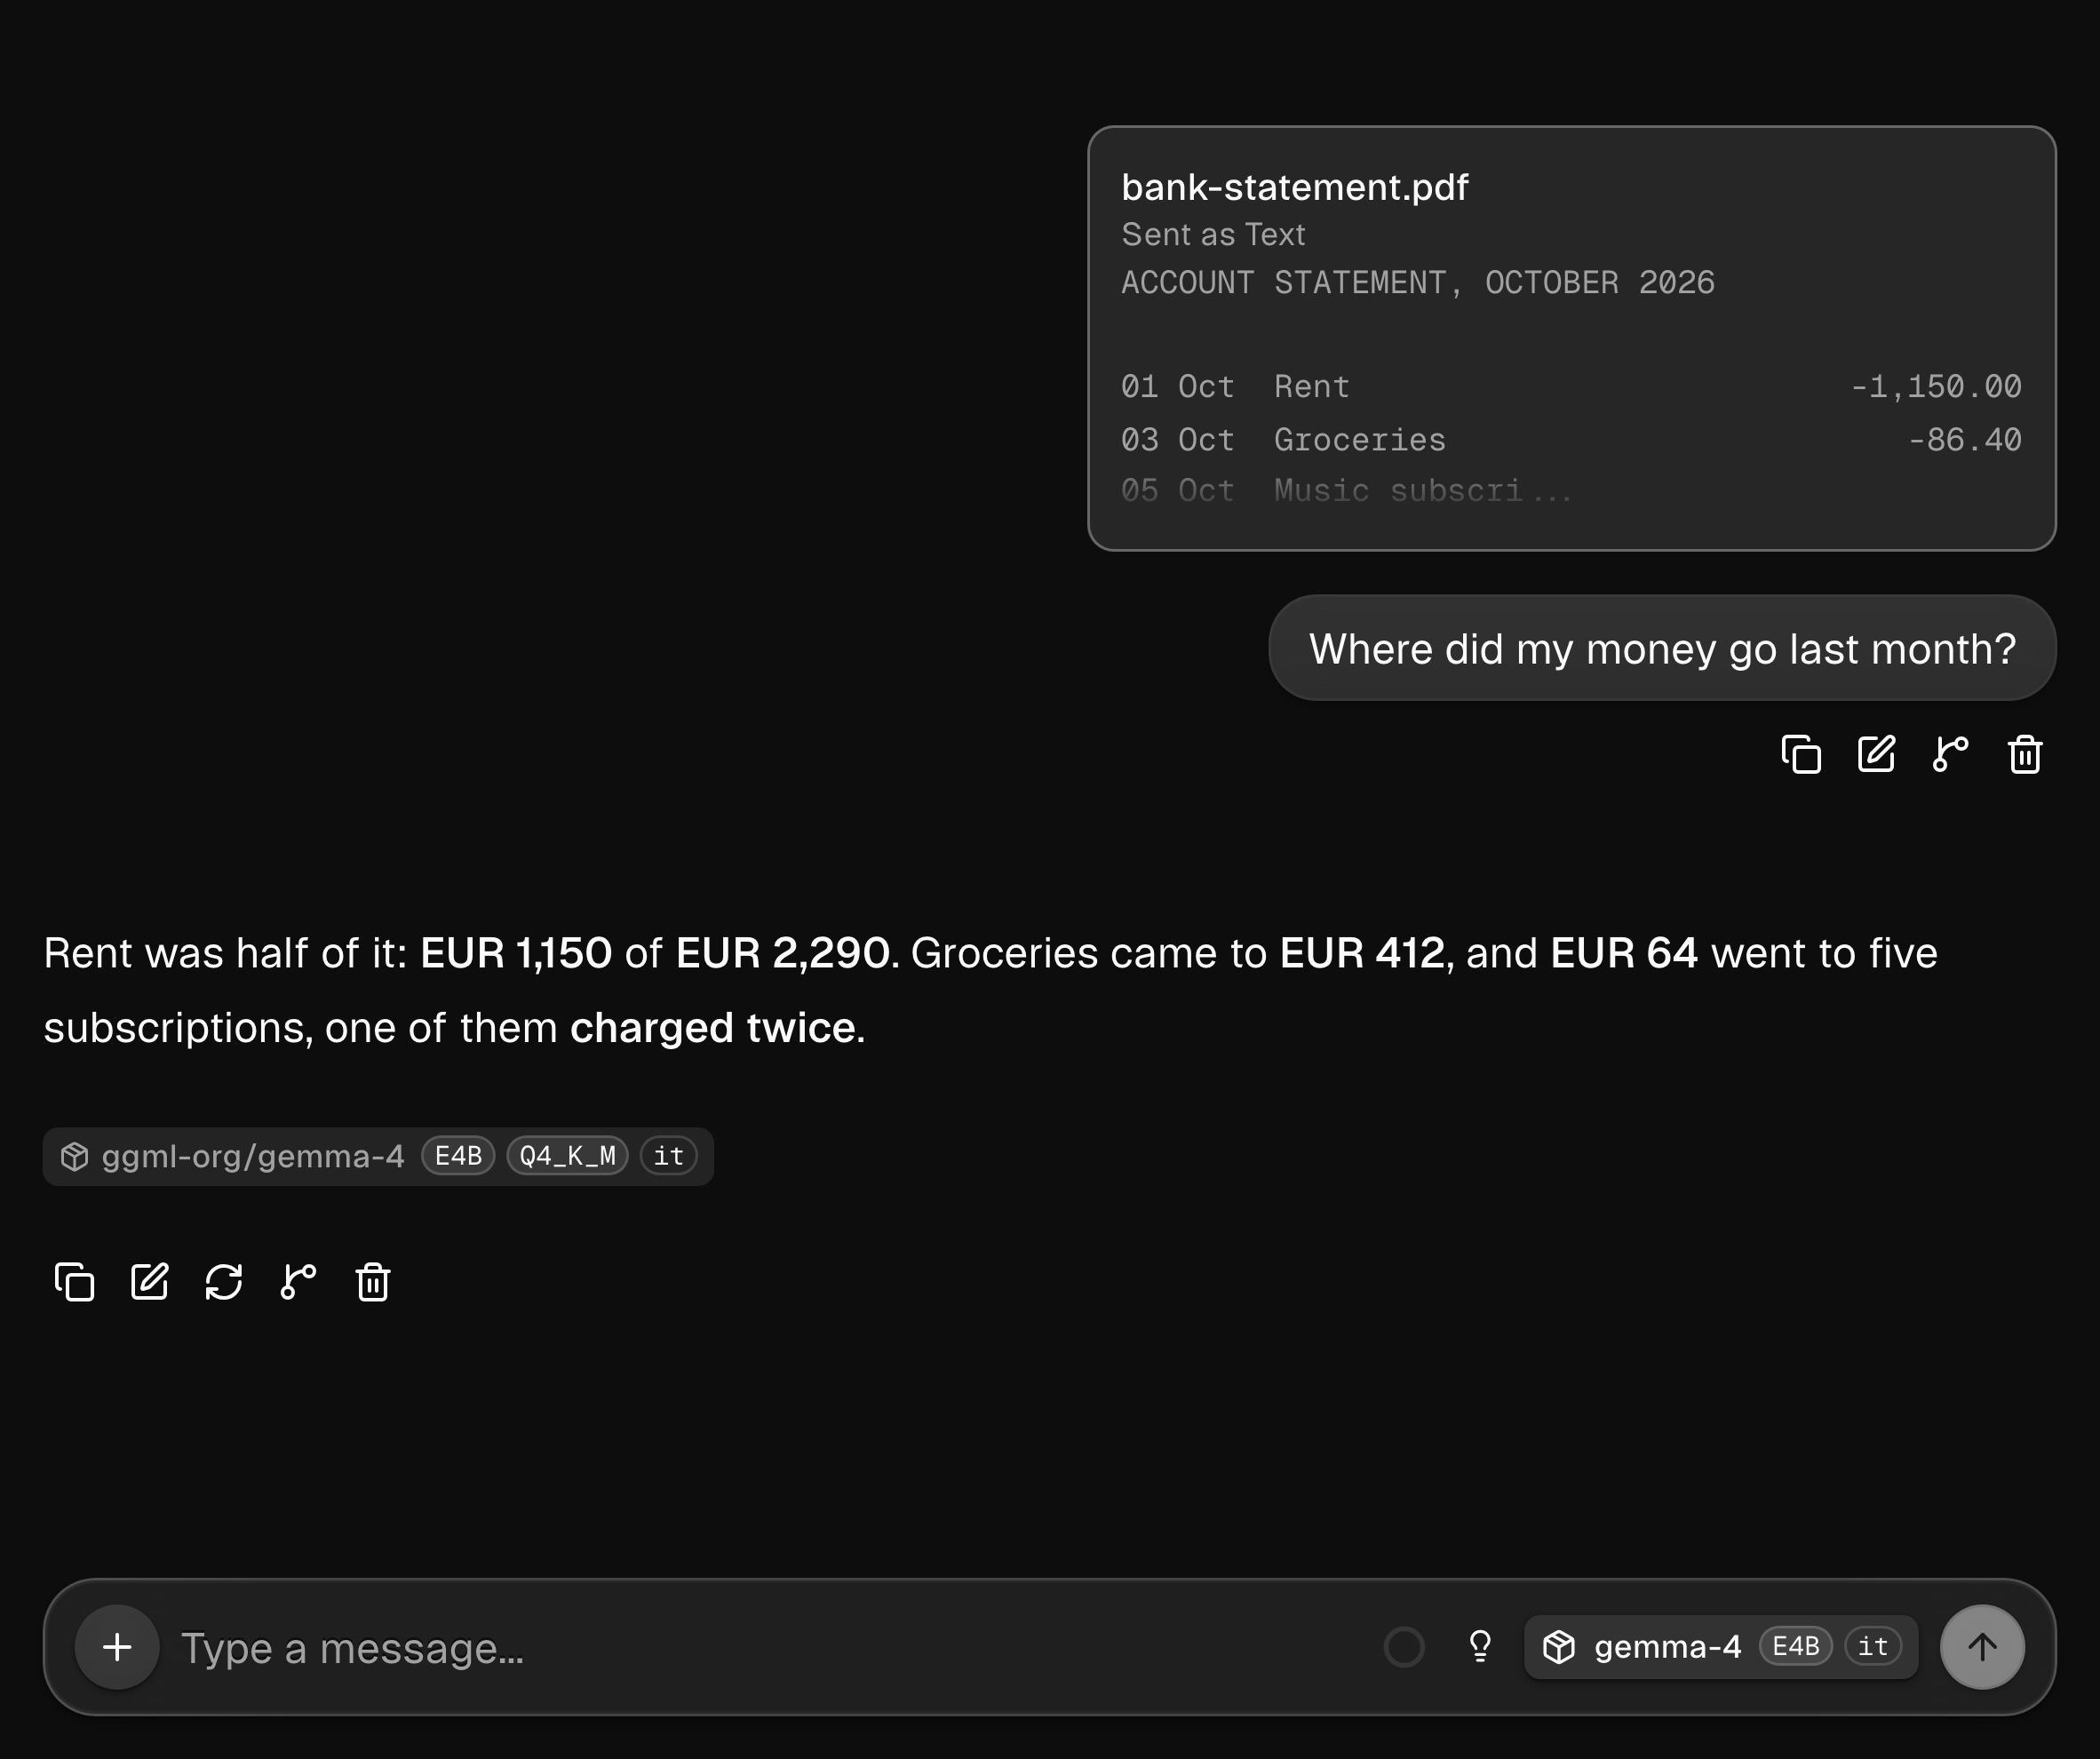 bank-statement.pdf
Sent as Text
ACCOUNT STATEMENT, OCTOBER 2026
01 Oct  Rent  -1,150.00
03 Oct  Groceries  -86.40
05 Oct  Music subscri...
Where did my money go last month?
Rent was half of it: EUR 1,150 of EUR 2,290. Groceries came to EUR 412, and EUR 64 went to five
subscriptions, one of them charged twice.
ggml-org/gemma-4 E4B Q4_K_M it
Type a message...
gemma-4 E4B it